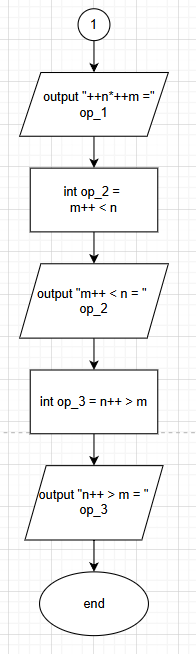 1
output "++n*++m ="
op_1
int op_2 =
m++ < n
output "m++ < n = "
op_2
int op_3 = n++ > m
output "n++ > m = "
op_3
end